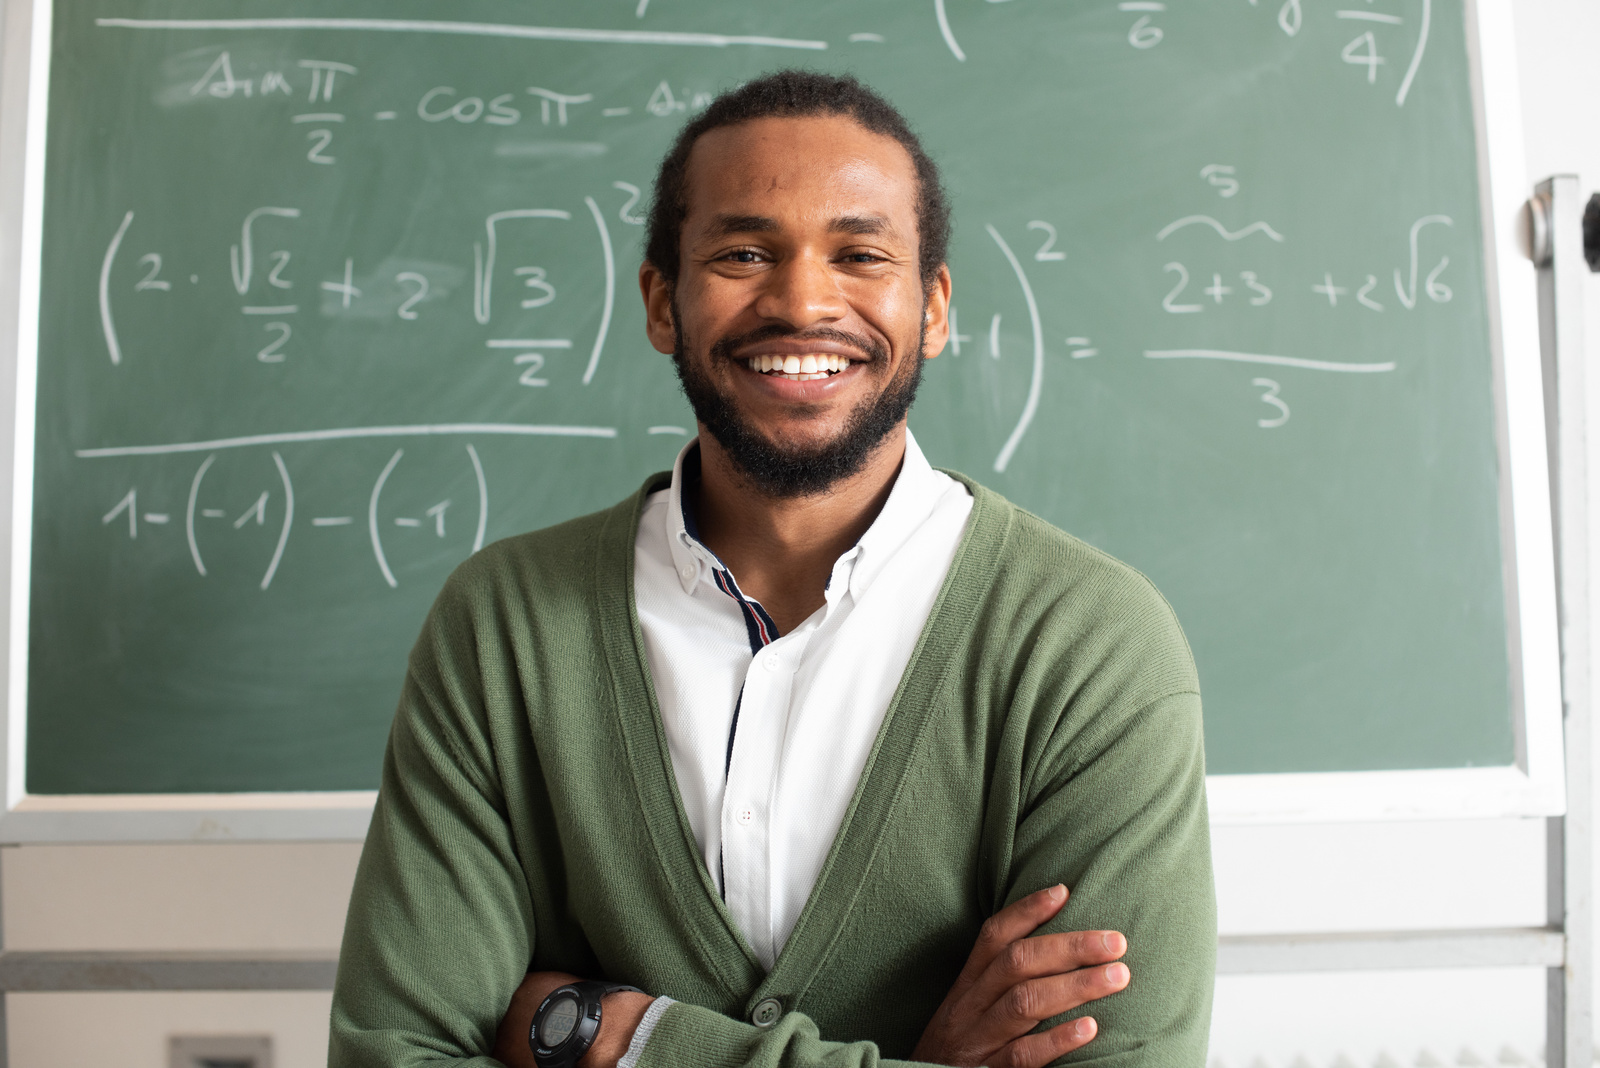 6 4
sin π/2 - cos π - sin
(2 · √2/2 + 2 √3/2)²
+1)² = (2+3 + 2√6)/3
5
1-(-1)-(-1)